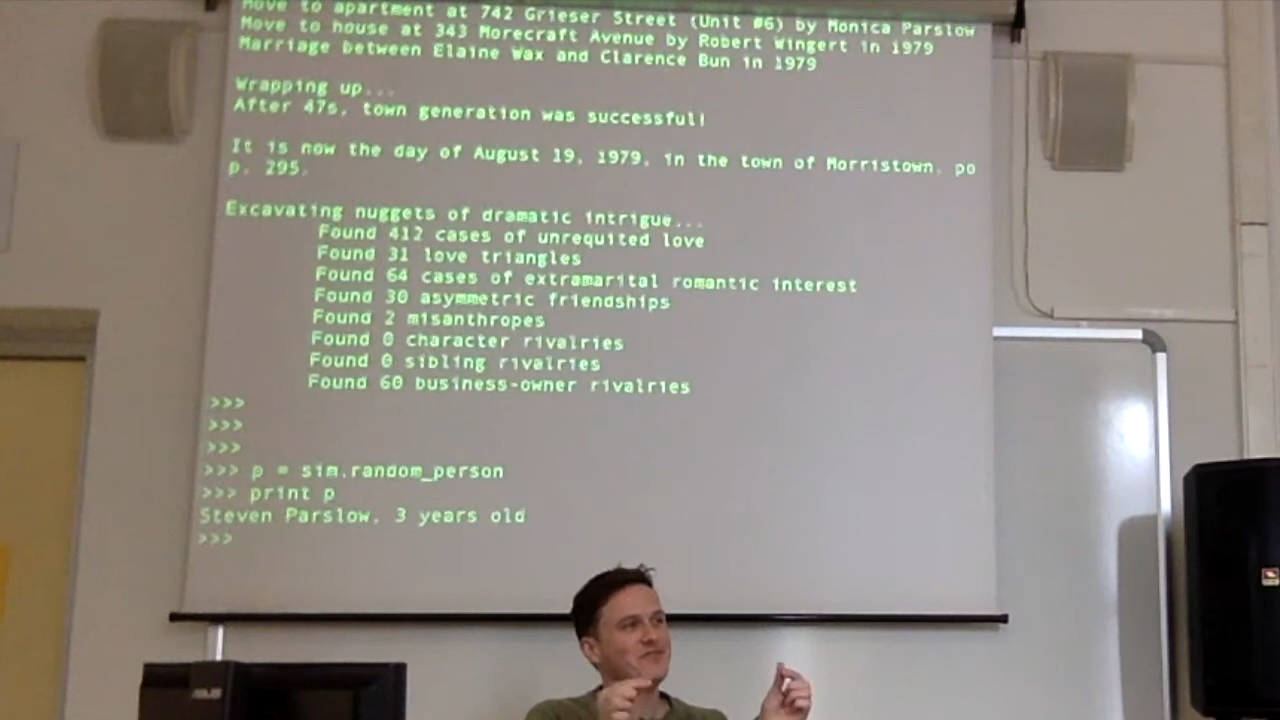 Move to apartment at 742 Grieser Street (Unit #6) by Monica Parslow
Move to house at 343 Morecraft Avenue by Robert Wingert in 1979
Marriage between Elaine Wax and Clarence Bun in 1979
Wrapping up...
After 47s, town generation was successful!
It is now the day of August 19, 1979, in the town of Morristown, po
p. 295.
Excavating nuggets of dramatic intrigue...
Found 412 cases of unrequited love
Found 31 love triangles
Found 64 cases of extramarital romantic interest
Found 30 asymmetric friendships
Found 2 misanthropes
Found 0 character rivalries
Found 0 sibling rivalries
Found 60 business-owner rivalries
>>>
>>>
>>>
>>> p = sim.random_person
>>> print p
Steven Parslow, 3 years old
>>>
ASUS